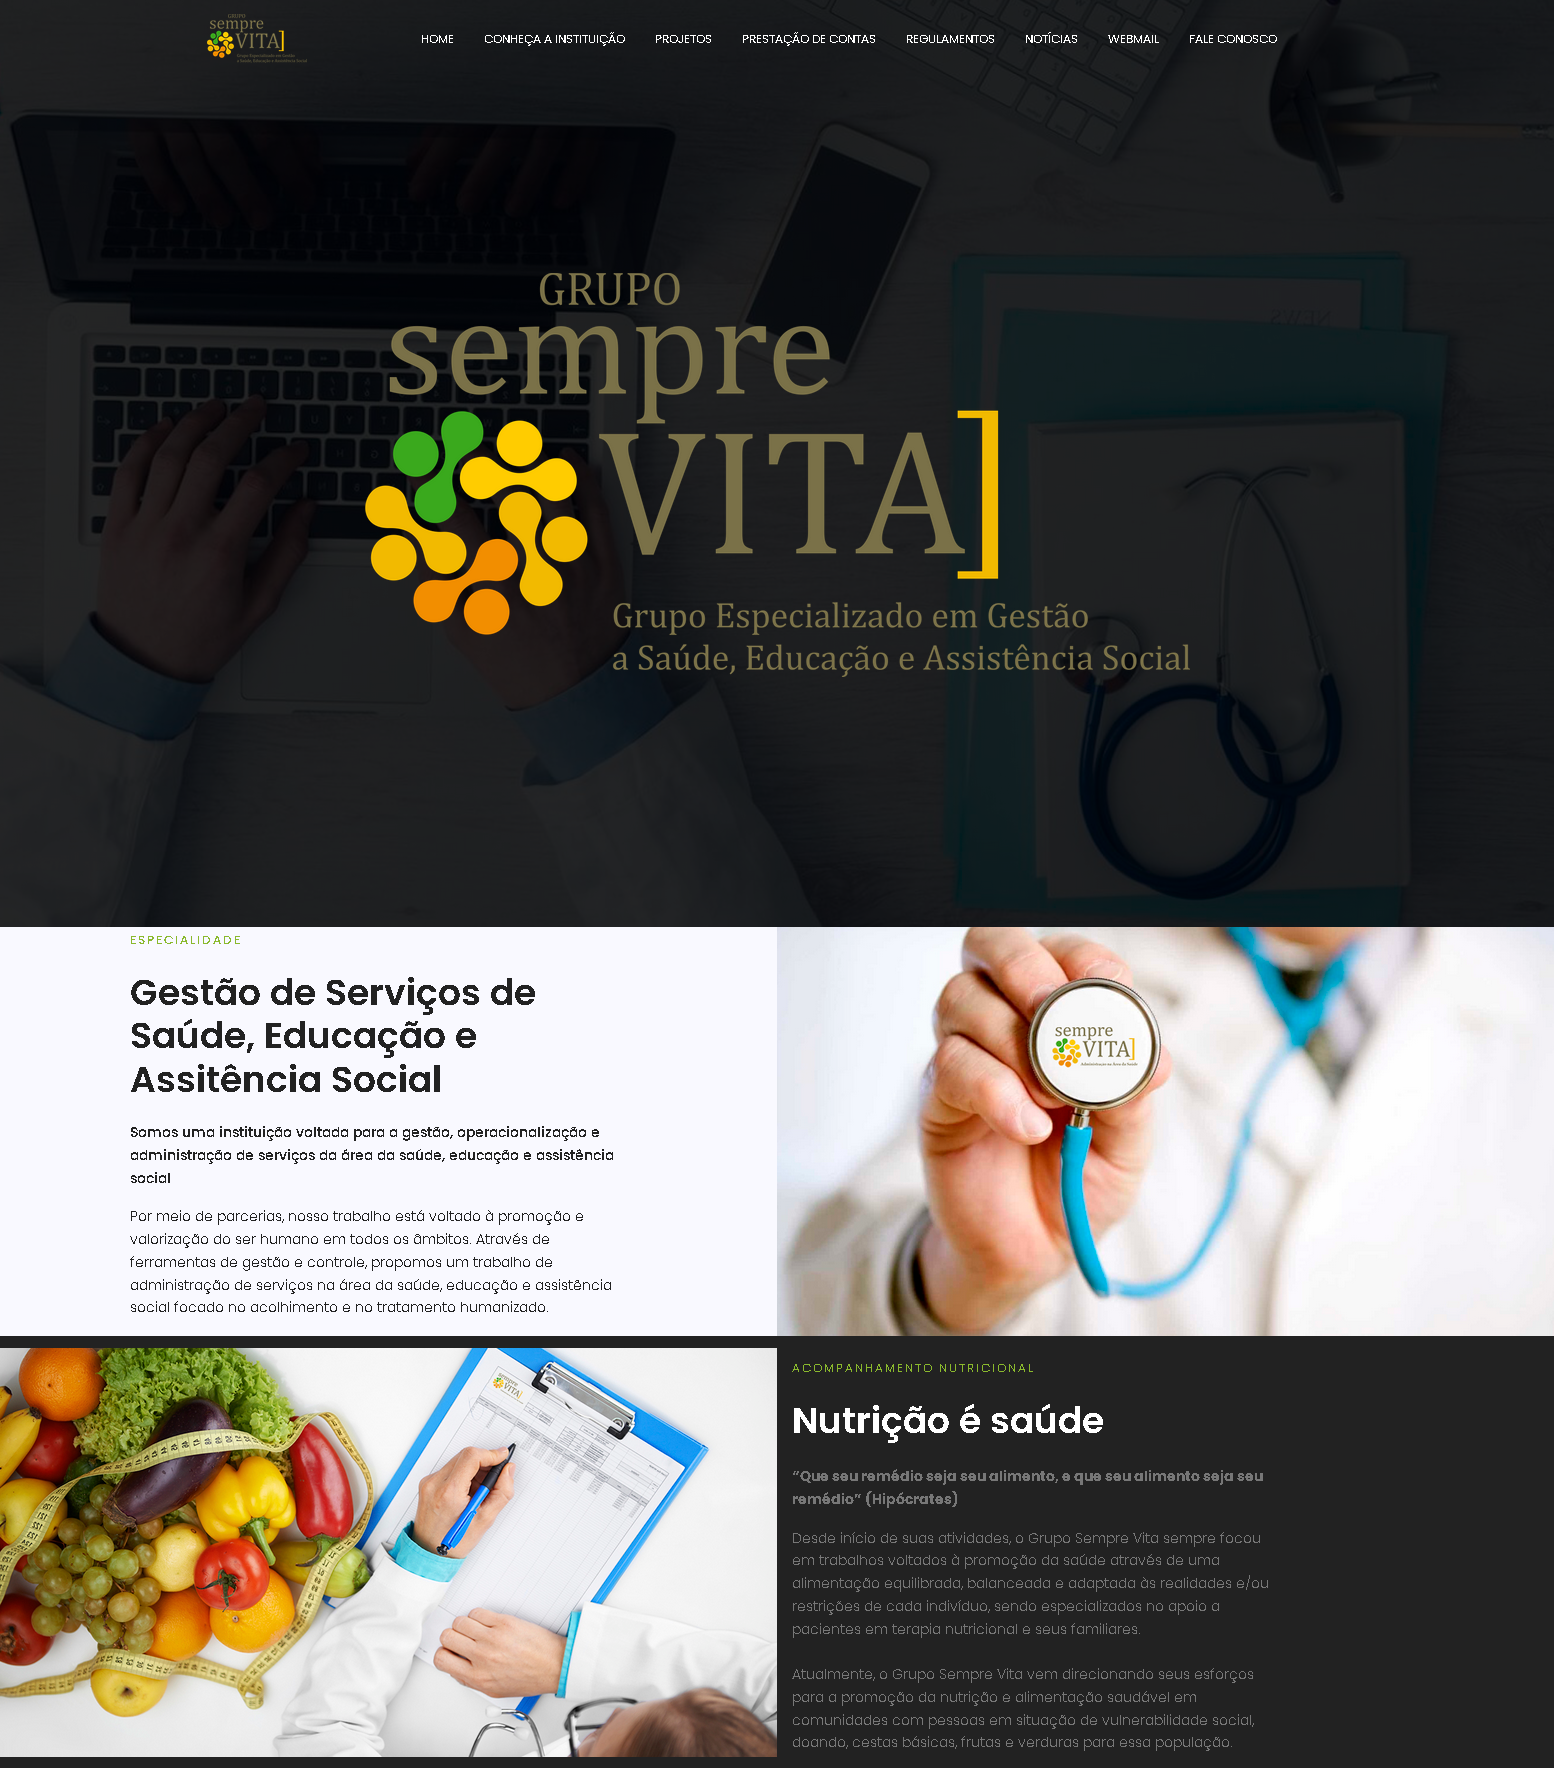 GRUPO
sempre
VITA]
HOME CONHEÇA A INSTITUIÇÃO PROJETOS PRESTAÇÃO DE CONTAS REGULAMENTOS NOTÍCIAS WEBMAIL FALE CONOSCO
NEWS
GRUPO
sempre
VITA]
Grupo Especializado em Gestão
a Saúde, Educação e Assistência Social
ESPECIALIDADE
Gestão de Serviços de
Saúde, Educação e
Assitência Social
Somos uma instituição voltada para a gestão, operacionalização e
administração de serviços da área da saúde, educação e assistência
social
Por meio de parcerias, nosso trabalho está voltado à promoção e
valorização do ser humano em todos os âmbitos. Através de
ferramentas de gestão e controle, propomos um trabalho de
administração de serviços na área da saúde, educação e assistência
social focado no acolhimento e no tratamento humanizado.
sempre
VITA]
sempre
VITA]
ACOMPANHAMENTO NUTRICIONAL
Nutrição é saúde
“Que seu remédio seja seu alimento, e que seu alimento seja seu
remédio” (Hipócrates)
Desde início de suas atividades, o Grupo Sempre Vita sempre focou
em trabalhos voltados à promoção da saúde através de uma
alimentação equilibrada, balanceada e adaptada às realidades e/ou
restrições de cada indivíduo, sendo especializados no apoio a
pacientes em terapia nutricional e seus familiares.
Atualmente, o Grupo Sempre Vita vem direcionando seus esforços
para a promoção da nutrição e alimentação saudável em
comunidades com pessoas em situação de vulnerabilidade social,
doando, cestas básicas, frutas e verduras para essa população.